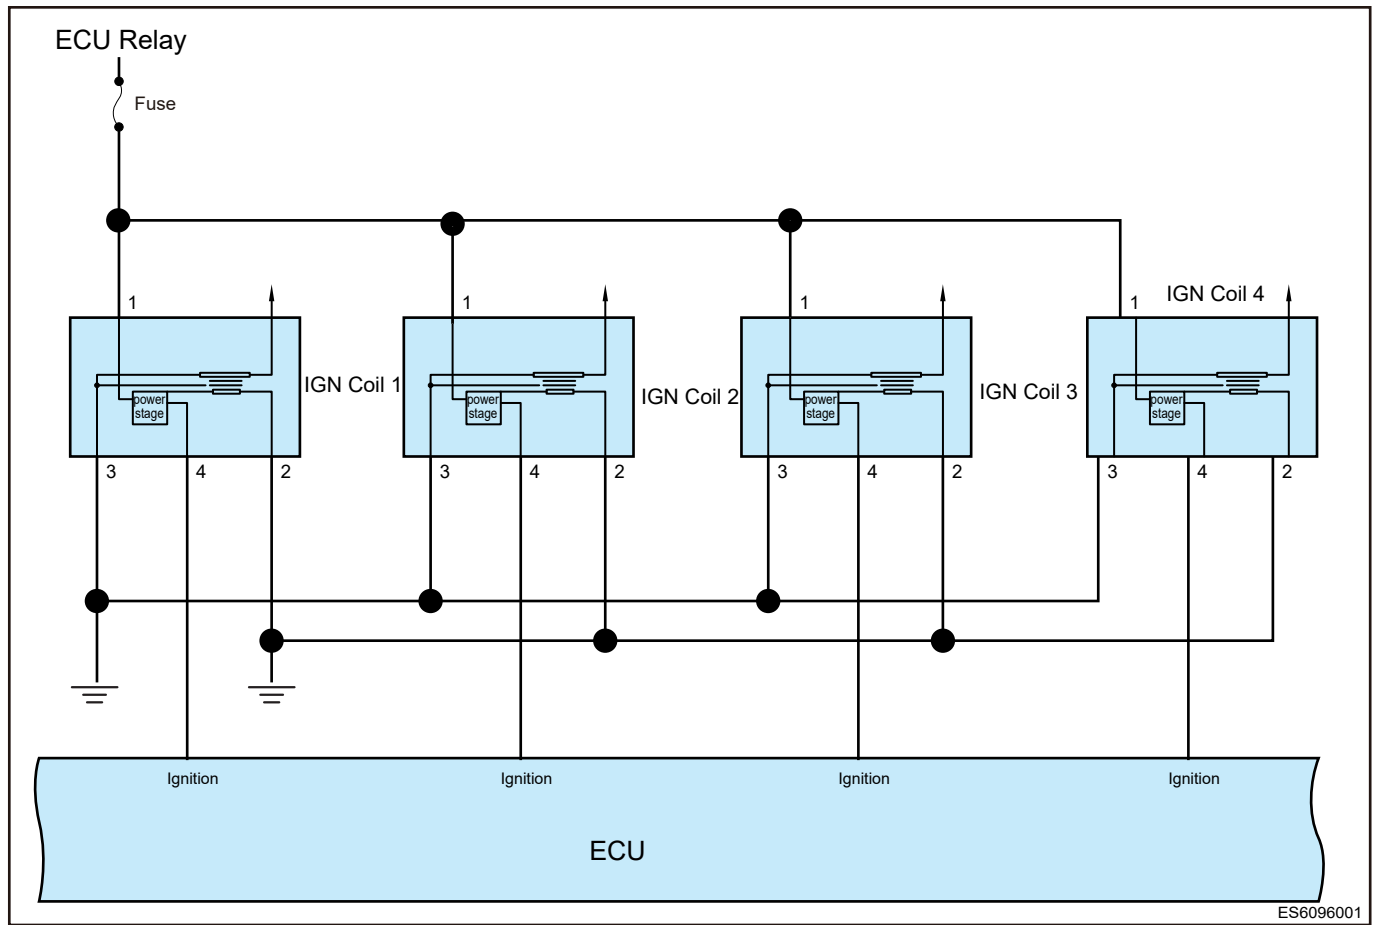 ECU Relay
Fuse
1
1
1
1
IGN Coil 4
power
stage
IGN Coil 1
power
stage
IGN Coil 2
power
stage
IGN Coil 3
power
stage
3
4
2
3
4
2
3
4
2
3
4
2
Ignition
Ignition
Ignition
Ignition
ECU
ES6096001